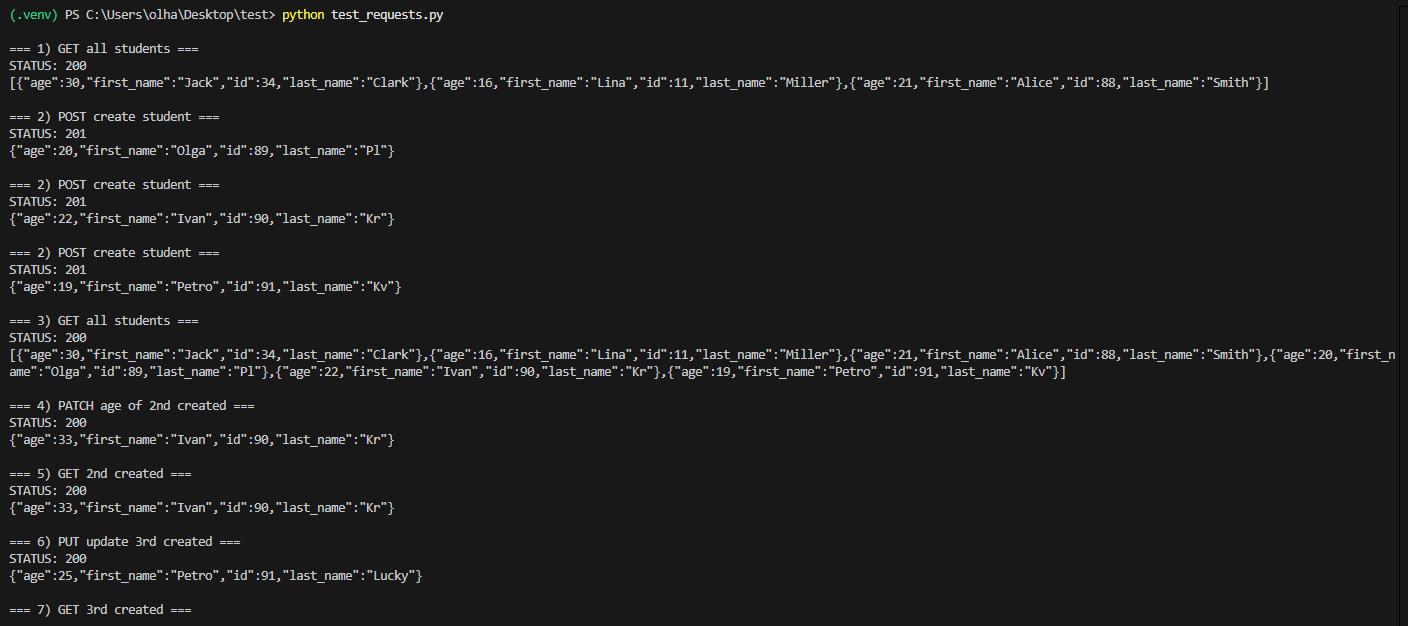 (.venv) PS C:\Users\olha\Desktop\test> python test_requests.py
=== 1) GET all students ===
STATUS: 200
[{"age":30,"first_name":"Jack","id":34,"last_name":"Clark"},{"age":16,"first_name":"Lina","id":11,"last_name":"Miller"},{"age":21,"first_name":"Alice","id":88,"last_name":"Smith"}]
=== 2) POST create student ===
STATUS: 201
{"age":20,"first_name":"Olga","id":89,"last_name":"Pl"}
=== 2) POST create student ===
STATUS: 201
{"age":22,"first_name":"Ivan","id":90,"last_name":"Kr"}
=== 2) POST create student ===
STATUS: 201
{"age":19,"first_name":"Petro","id":91,"last_name":"Kv"}
=== 3) GET all students ===
STATUS: 200
[{"age":30,"first_name":"Jack","id":34,"last_name":"Clark"},{"age":16,"first_name":"Lina","id":11,"last_name":"Miller"},{"age":21,"first_name":"Alice","id":88,"last_name":"Smith"},{"age":20,"first_n
ame":"Olga","id":89,"last_name":"Pl"},{"age":22,"first_name":"Ivan","id":90,"last_name":"Kr"},{"age":19,"first_name":"Petro","id":91,"last_name":"Kv"}]
=== 4) PATCH age of 2nd created ===
STATUS: 200
{"age":33,"first_name":"Ivan","id":90,"last_name":"Kr"}
=== 5) GET 2nd created ===
STATUS: 200
{"age":33,"first_name":"Ivan","id":90,"last_name":"Kr"}
=== 6) PUT update 3rd created ===
STATUS: 200
{"age":25,"first_name":"Petro","id":91,"last_name":"Lucky"}
=== 7) GET 3rd created ===